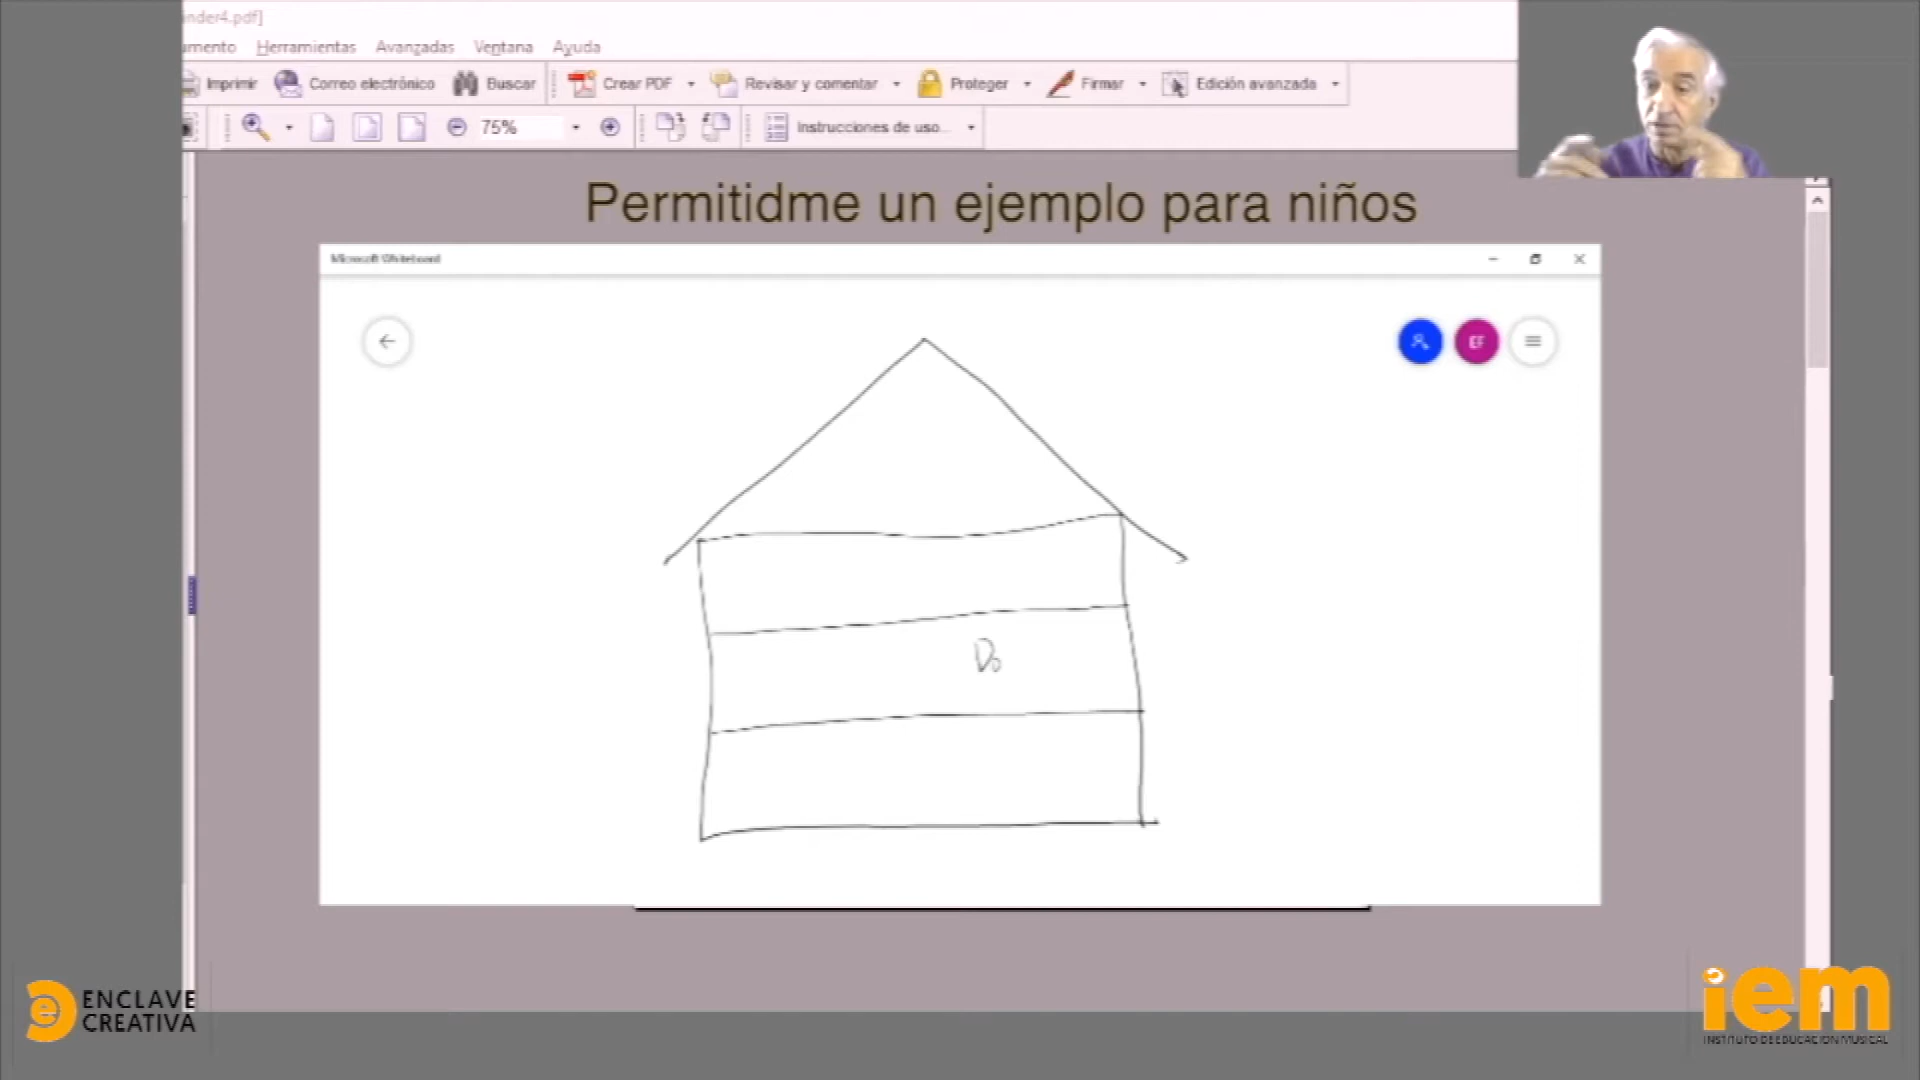 ander4.pdf]
umento Herramientas Avanzadas Ventana Ayuda
Imprimir Correo electrónico Buscar Crear PDF Revisar y comentar Proteger Firmar Edición avanzada
75% Instrucciones de uso...
Permitidme un ejemplo para niños
Microsoft Whiteboard
EF
Do
ENCLAVE
CREATIVA
iem
INSTITUTO DE EDUCACIÓN MUSICAL